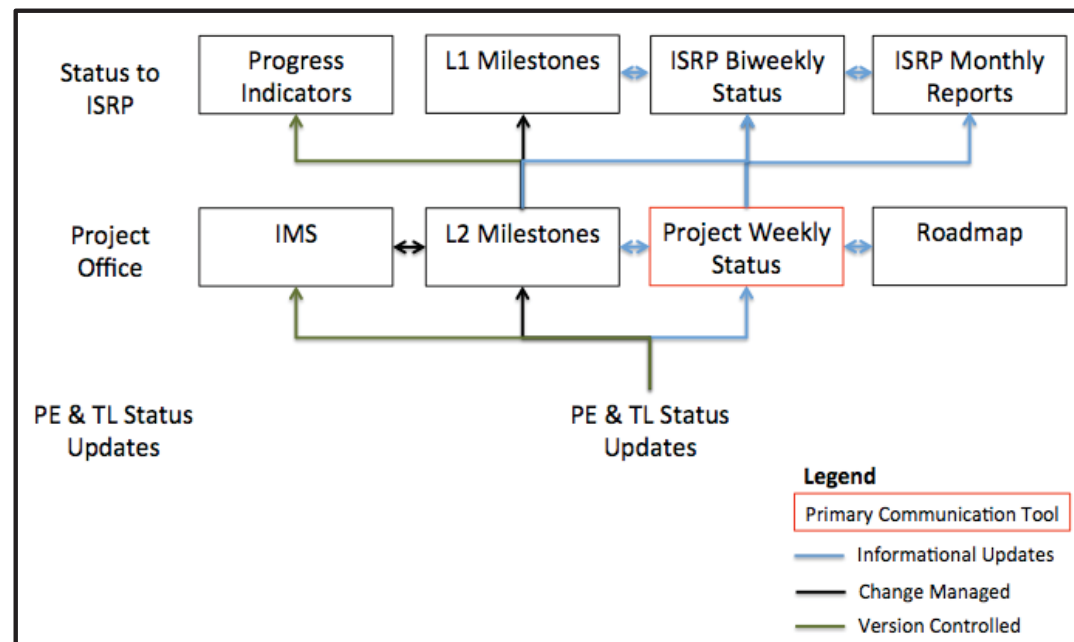 Status to
ISRP
Progress
Indicators
L1 Milestones
ISRP Biweekly
Status
ISRP Monthly
Reports
Project
Office
IMS
L2 Milestones
Project Weekly
Status
Roadmap
PE & TL Status
Updates
PE & TL Status
Updates
Legend
Primary Communication Tool
Informational Updates
Change Managed
Version Controlled